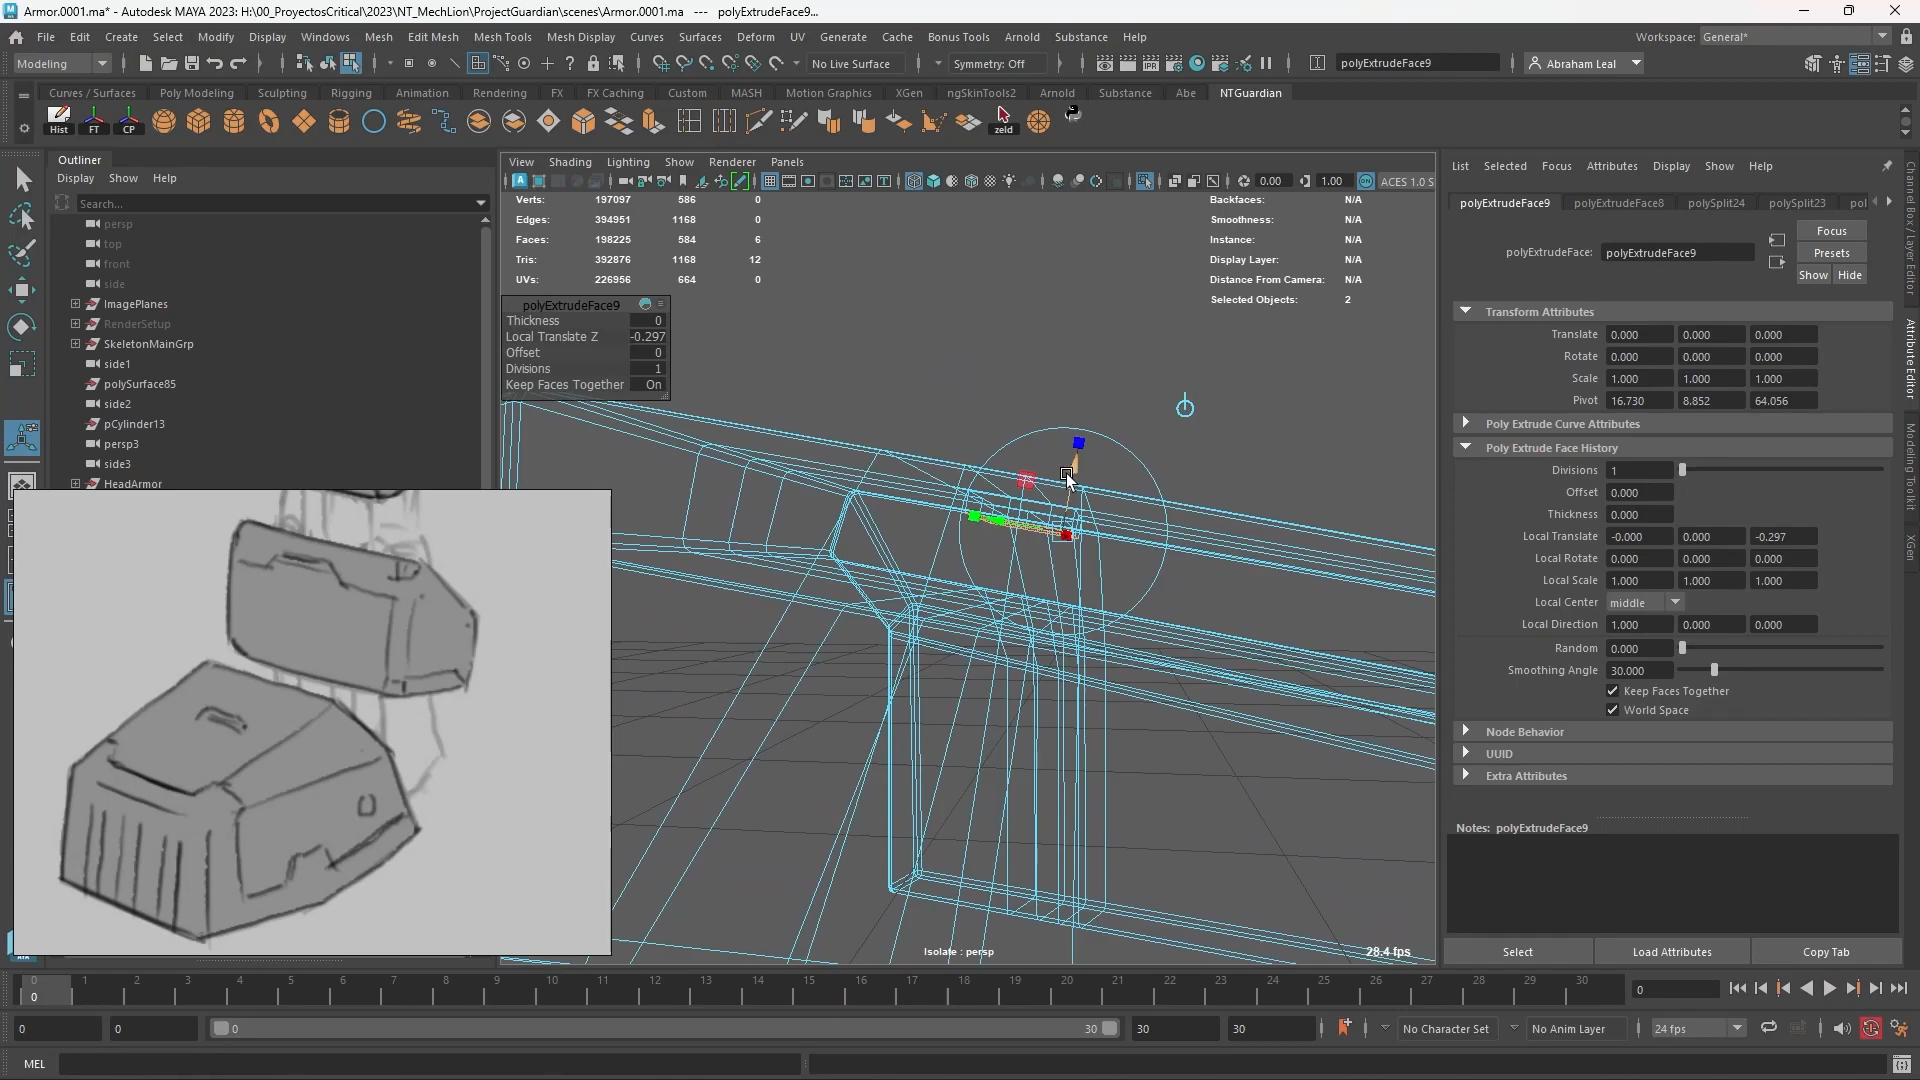 Armor.0001.ma* - Autodesk MAYA 2023: H:\00_ProyectosCritical\2023\NT_MechLion\ProjectGuardian\scenes\Armor.0001.ma --- polyExtrudeFace9...
File Edit Create Select Modify Display Windows Mesh Edit Mesh Mesh Tools Mesh Display Curves Surfaces Deform UV Generate Cache Bonus Tools Arnold Substance Help
Workspace: General*
Modeling
No Live Surface
Symmetry: Off
polyExtrudeFace9
Abraham Leal
Curves / Surfaces Poly Modeling Sculpting Rigging Animation Rendering FX FX Caching Custom MASH Motion Graphics XGen ngSkinTools2 Arnold Substance Abe NTGuardian
Hist FT CP zeld
Outliner
Display Show Help
Search...
persp
top
front
side
ImagePlanes
RenderSetup
SkeletonMainGrp
side1
polySurface85
side2
pCylinder13
persp3
side3
HeadArmor
View Shading Lighting Show Renderer Panels
0.00 1.00 ACES 1.0 S
Verts: 197097 586 0
Edges: 394951 1168 0
Faces: 198225 584 6
Tris: 392876 1168 12
UVs: 226956 664 0
Backfaces: N/A
Smoothness: N/A
Instance: N/A
Display Layer: N/A
Distance From Camera: N/A
Selected Objects: 2
polyExtrudeFace9
Thickness 0
Local Translate Z -0.297
Offset 0
Divisions 1
Keep Faces Together On
Isolate : persp
28.4 fps
List Selected Focus Attributes Display Show Help
polyExtrudeFace9 polyExtrudeFace8 polySplit24 polySplit23 pol
polyExtrudeFace: polyExtrudeFace9
Focus
Presets
Show Hide
Transform Attributes
Translate 0.000 0.000 0.000
Rotate 0.000 0.000 0.000
Scale 1.000 1.000 1.000
Pivot 16.730 8.852 64.056
Poly Extrude Curve Attributes
Poly Extrude Face History
Divisions 1
Offset 0.000
Thickness 0.000
Local Translate -0.000 0.000 -0.297
Local Rotate 0.000 0.000 0.000
Local Scale 1.000 1.000 1.000
Local Center middle
Local Direction 1.000 0.000 0.000
Random 0.000
Smoothing Angle 30.000
Keep Faces Together
World Space
Node Behavior
UUID
Extra Attributes
Notes: polyExtrudeFace9
Select Load Attributes Copy Tab
Channel Box / Layer Editor
Attribute Editor
Modeling Toolkit
XGen
0 1 2 3 4 5 6 7 8 9 10 11 12 13 14 15 16 17 18 19 20 21 22 23 24 25 26 27 28 29 30
0
0
0 0 0 30 30 30
No Character Set
No Anim Layer
24 fps
MEL